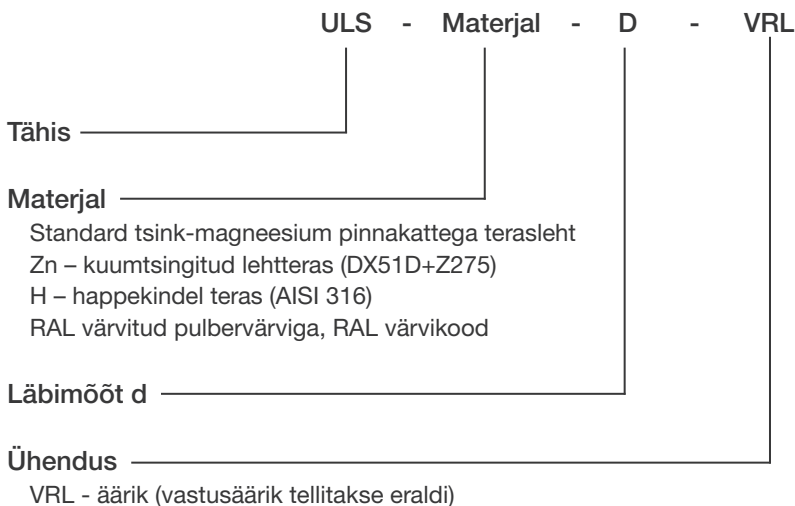 ULS - Materjal - D - VRL
Tähis
Materjal
Standard tsink-magneesium pinnakattega terasleht
Zn – kuumtsingitud lehtteras (DX51D+Z275)
H – happekindel teras (AISI 316)
RAL värvitud pulbervärviga, RAL värvikood
Läbimõõt d
Ühendus
VRL - äärik (vastusäärik tellitakse eraldi)